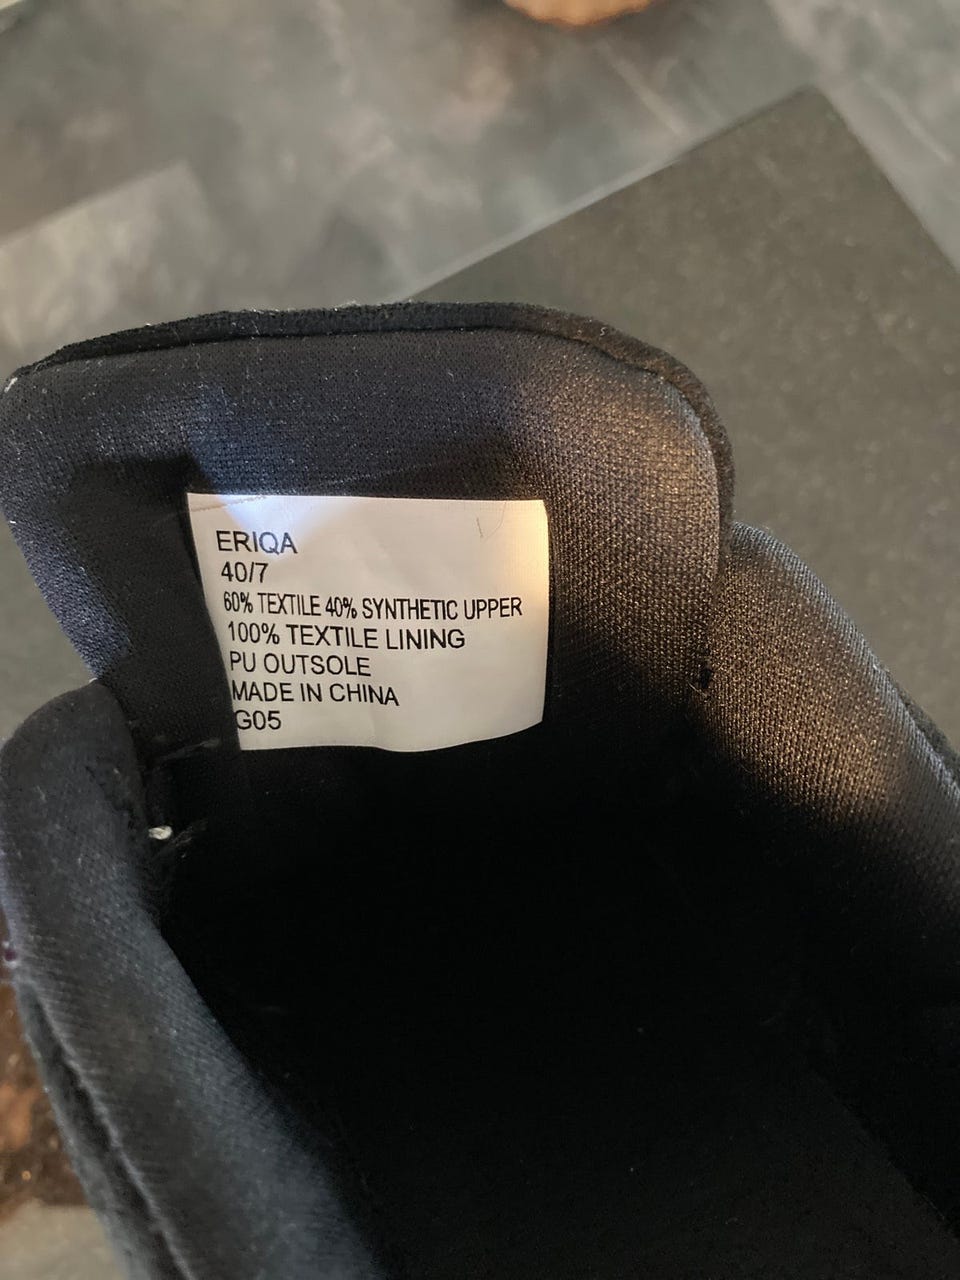 ERIQA
40/7
60% TEXTILE 40% SYNTHETIC UPPER
100% TEXTILE LINING
PU OUTSOLE
MADE IN CHINA
G05